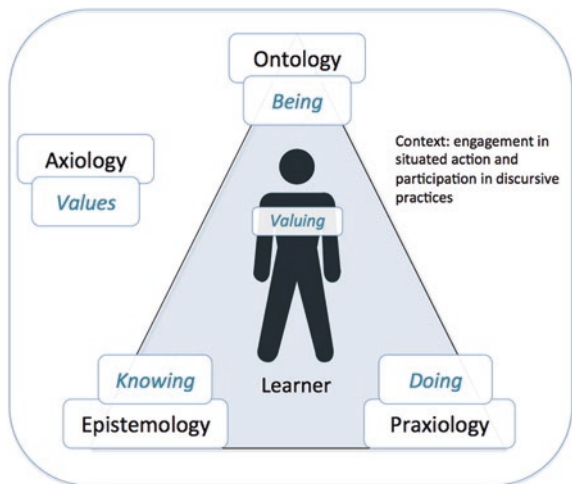 Ontology
Being
Axiology
Values
Context: engagement in
situated action and
participation in discursive
practices
Valuing
Knowing
Epistemology
Learner
Doing
Praxiology